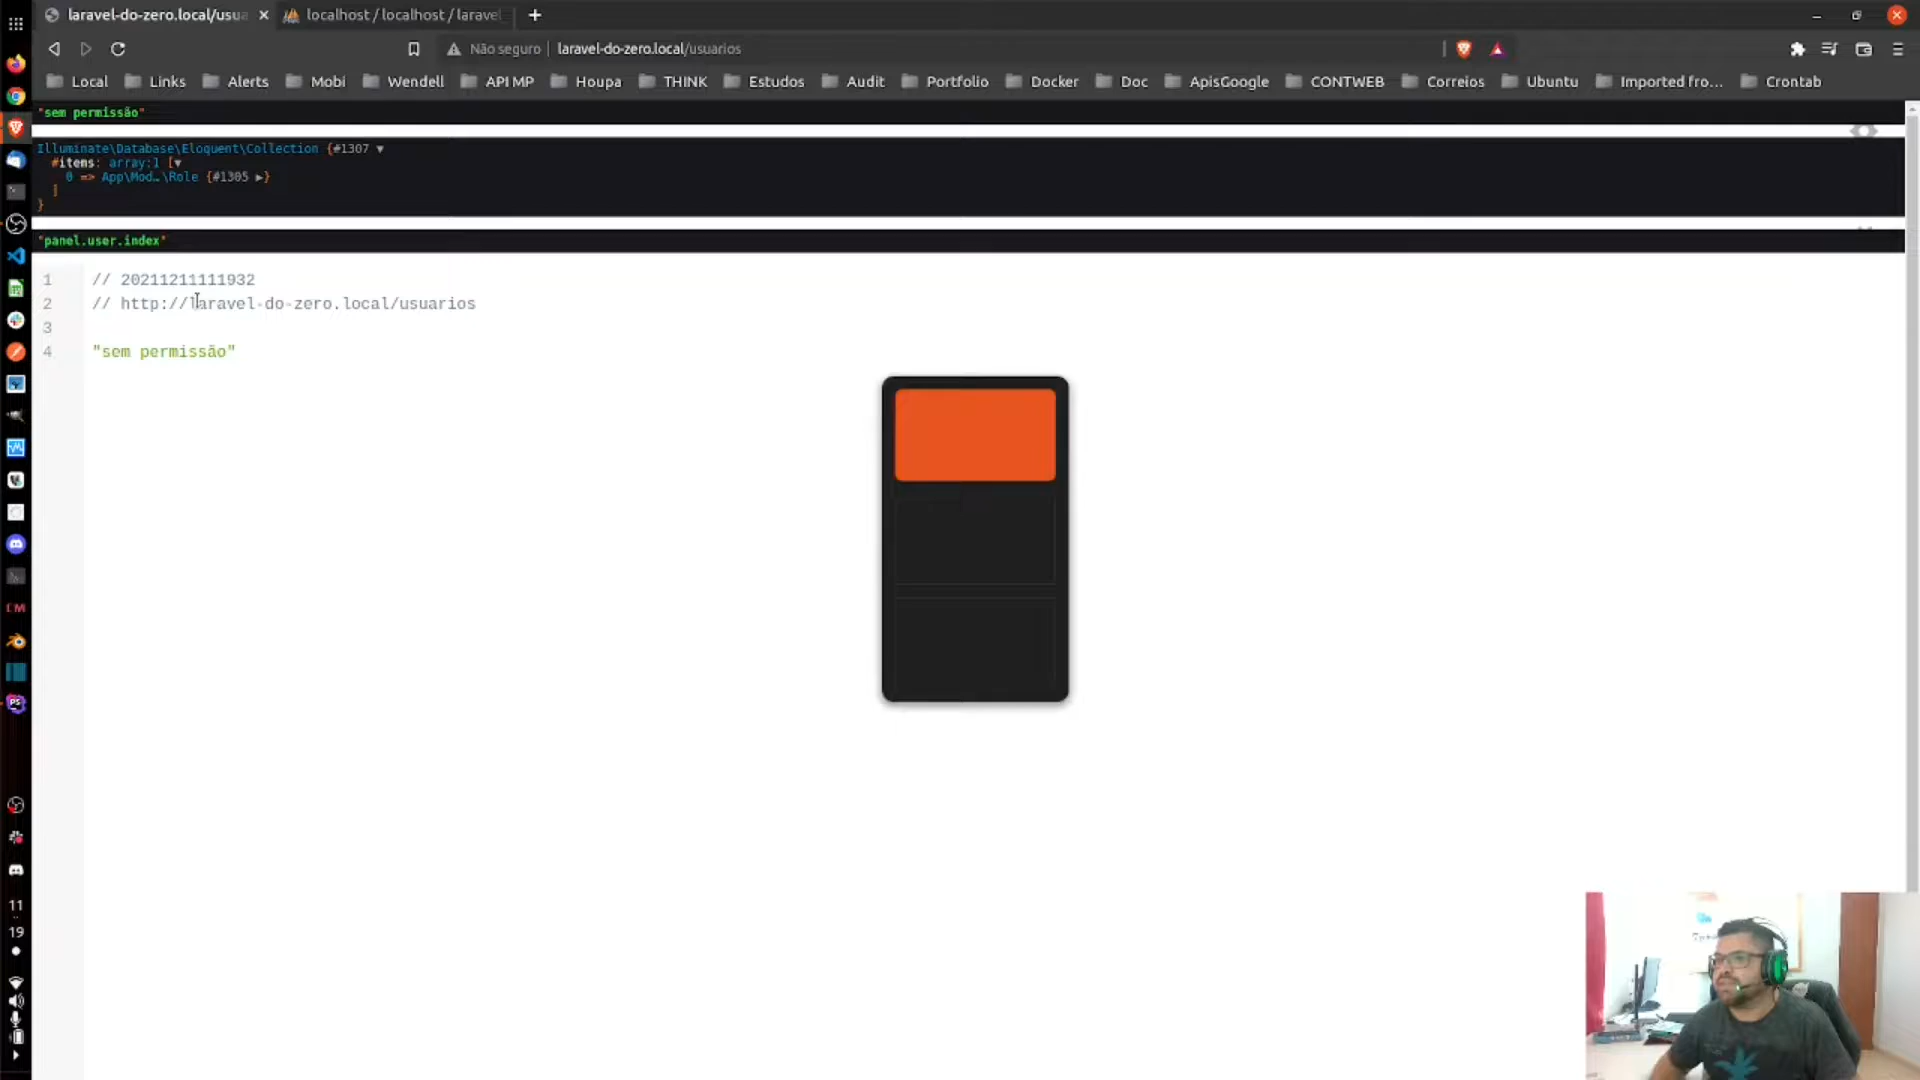 laravel-do-zero.local/usua
localhost / localhost / larave
Não seguro
laravel-do-zero.local/usuarios
Local
Links
Alerts
Mobi
Wendell
API MP
Houpa
THINK
Estudos
Audit
Portfolio
Docker
Doc
ApisGoogle
CONTWEB
Correios
Ubuntu
Imported fro...
Crontab
"sem permissão"
Illuminate\Database\Eloquent\Collection {#1307 ▼
#items: array:1 [▼
0 => App\Mod…\Role {#1305 ▶}
]
}
"panel.user.index"
1 // 20211211111932
2 // http://laravel-do-zero.local/usuarios
3
4 "sem permissão"
11
19